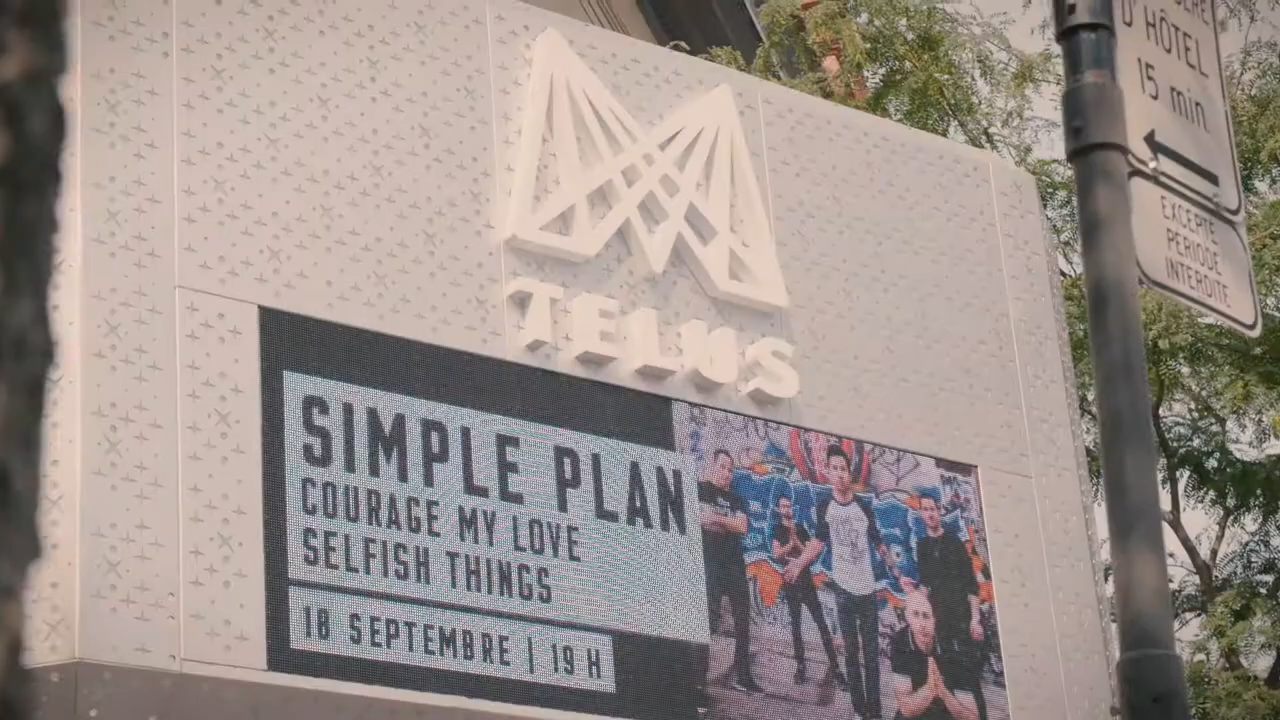 D'HÔTEL
15 min
EXCEPTÉ
PÉRIODE
INTERDITE
TELUS
SIMPLE PLAN
COURAGE MY LOVE
SELFISH THINGS
18 SEPTEMBRE | 19 H